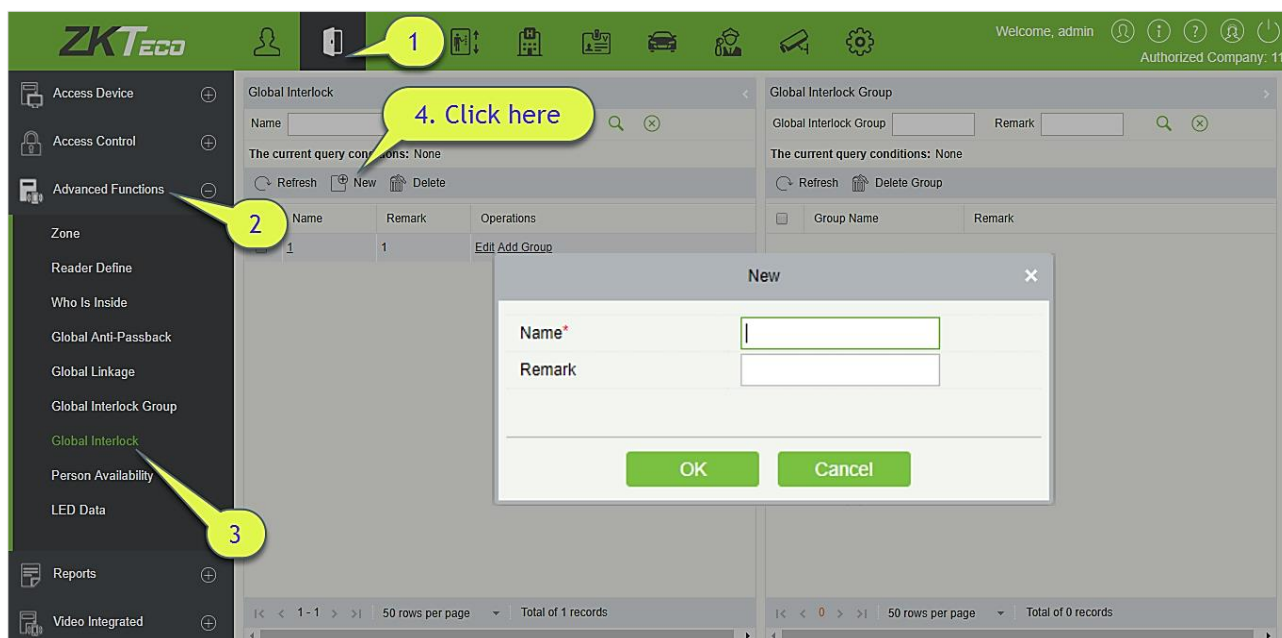 ZKTeco
1
Welcome, admin
Authorized Company: 11
Access Device
Access Control
Advanced Functions
2
Zone
Reader Define
Who Is Inside
Global Anti-Passback
Global Linkage
Global Interlock Group
Global Interlock
Person Availability
LED Data
3
Reports
Video Integrated
Global Interlock
Name
4. Click here
The current query conditions: None
Refresh New Delete
Name Remark Operations
1 1 Edit Add Group
1 - 1 50 rows per page Total of 1 records
Global Interlock Group
Global Interlock Group Remark
The current query conditions: None
Refresh Delete Group
Group Name Remark
0 50 rows per page Total of 0 records
New
Name*
Remark
OK Cancel